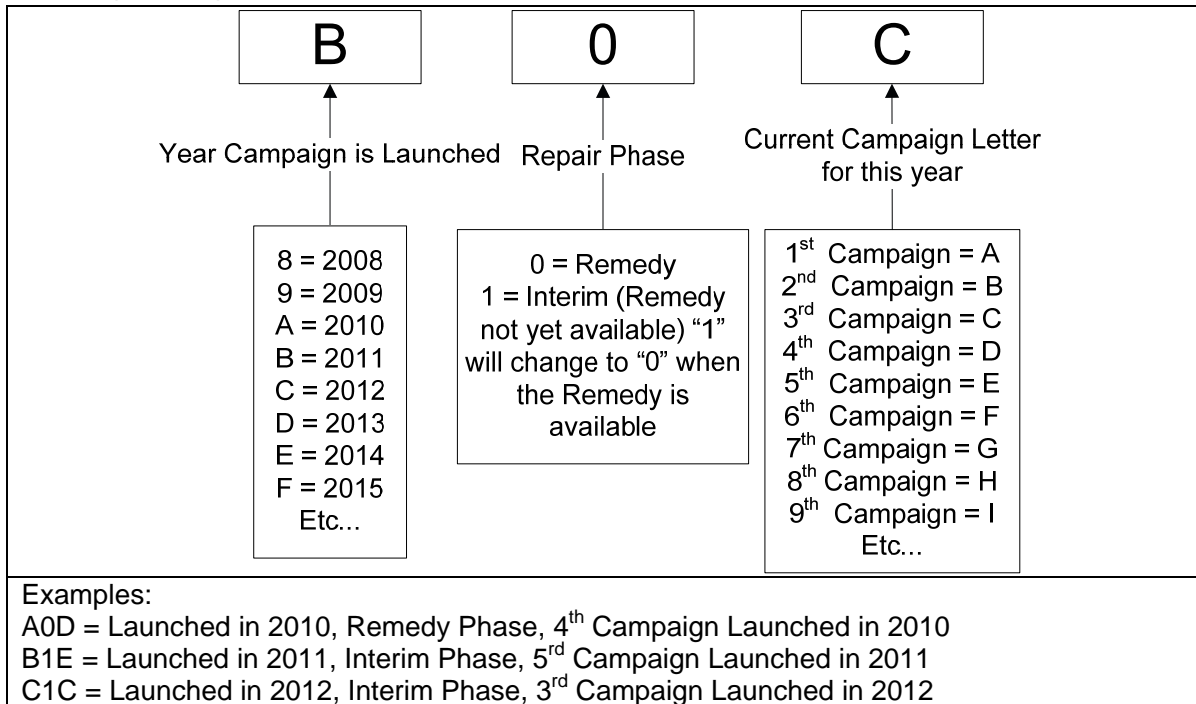 B
0
C
Year Campaign is Launched
Repair Phase
Current Campaign Letter
for this year
8 = 2008
9 = 2009
A = 2010
B = 2011
C = 2012
D = 2013
E = 2014
F = 2015
Etc...
0 = Remedy
1 = Interim (Remedy
not yet available) “1”
will change to “0” when
the Remedy is
available
1st Campaign = A
2nd Campaign = B
3rd Campaign = C
4th Campaign = D
5th Campaign = E
6th Campaign = F
7th Campaign = G
8th Campaign = H
9th Campaign = I
Etc...
Examples:
A0D = Launched in 2010, Remedy Phase, 4th Campaign Launched in 2010
B1E = Launched in 2011, Interim Phase, 5rd Campaign Launched in 2011
C1C = Launched in 2012, Interim Phase, 3rd Campaign Launched in 2012